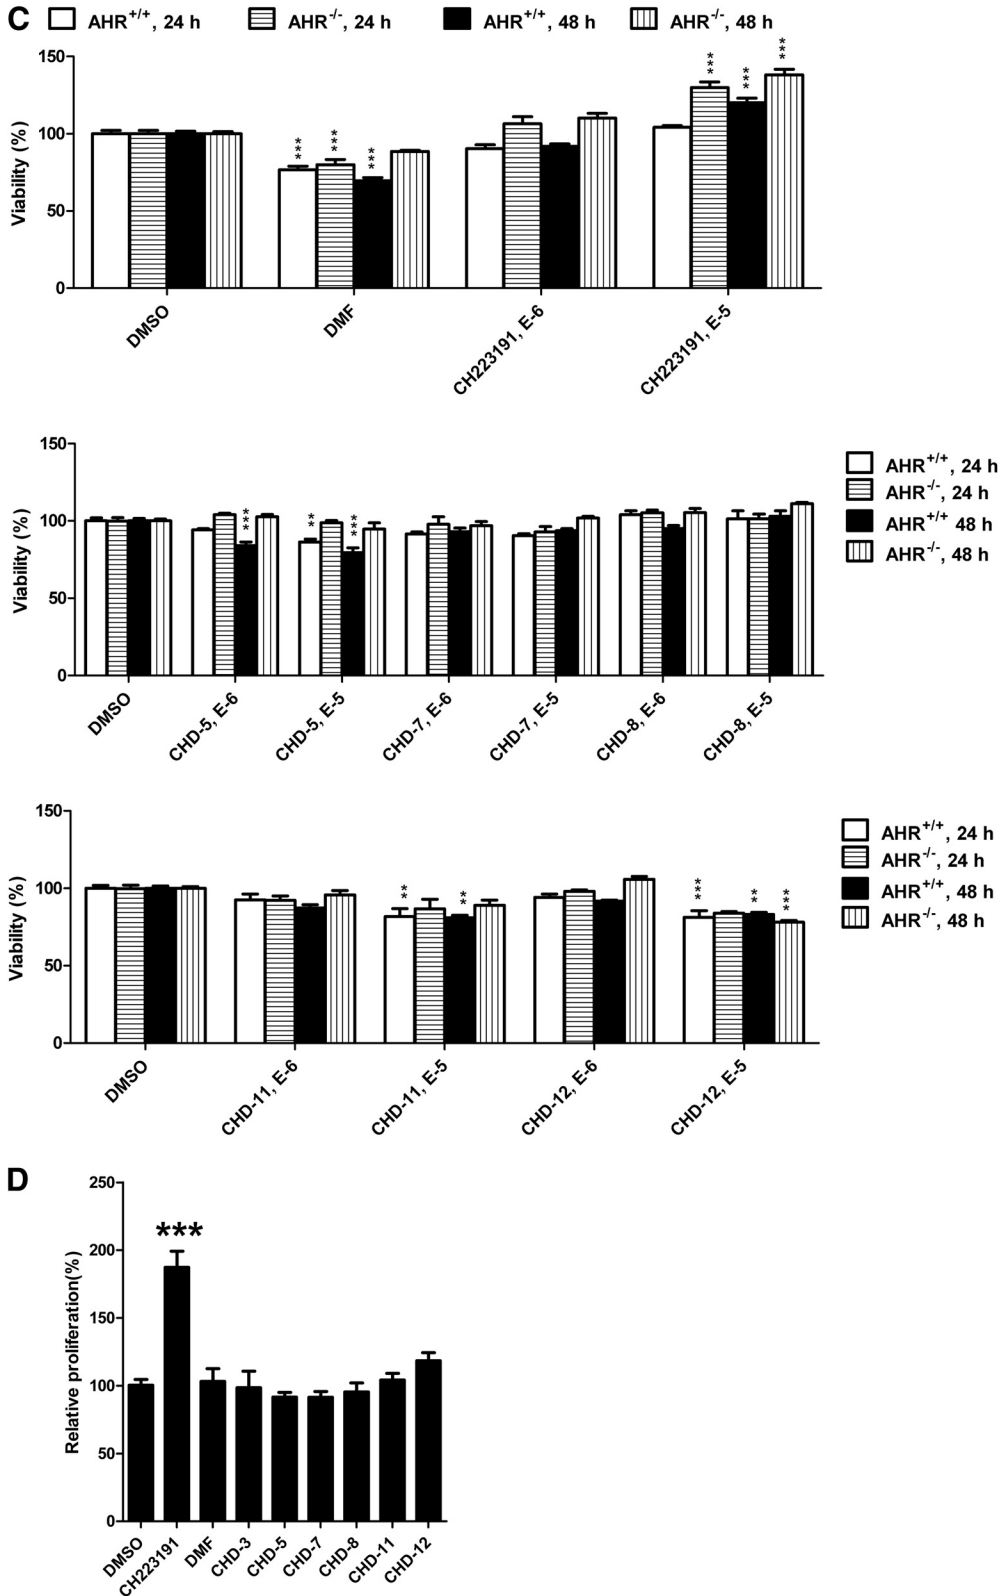 C
AHR+/+, 24 h
AHR-/-, 24 h
AHR+/+, 48 h
AHR-/-, 48 h
Viability (%)
150
100
50
0
***
***
***
***
***
***
DMSO
DMF
CH223191, E-6
CH223191, E-5
Viability (%)
150
100
50
0
***
**
***
DMSO
CHD-5, E-6
CHD-5, E-5
CHD-7, E-6
CHD-7, E-5
CHD-8, E-6
CHD-8, E-5
AHR+/+, 24 h
AHR-/-, 24 h
AHR+/+ 48 h
AHR-/-, 48 h
Viability (%)
150
100
50
0
**
**
***
**
***
DMSO
CHD-11, E-6
CHD-11, E-5
CHD-12, E-6
CHD-12, E-5
AHR+/+, 24 h
AHR-/-, 24 h
AHR+/+, 48 h
AHR-/-, 48 h
D
Relative proliferation(%)
250
200
150
100
50
0
***
DMSO
CH223191
DMF
CHD-3
CHD-5
CHD-7
CHD-8
CHD-11
CHD-12